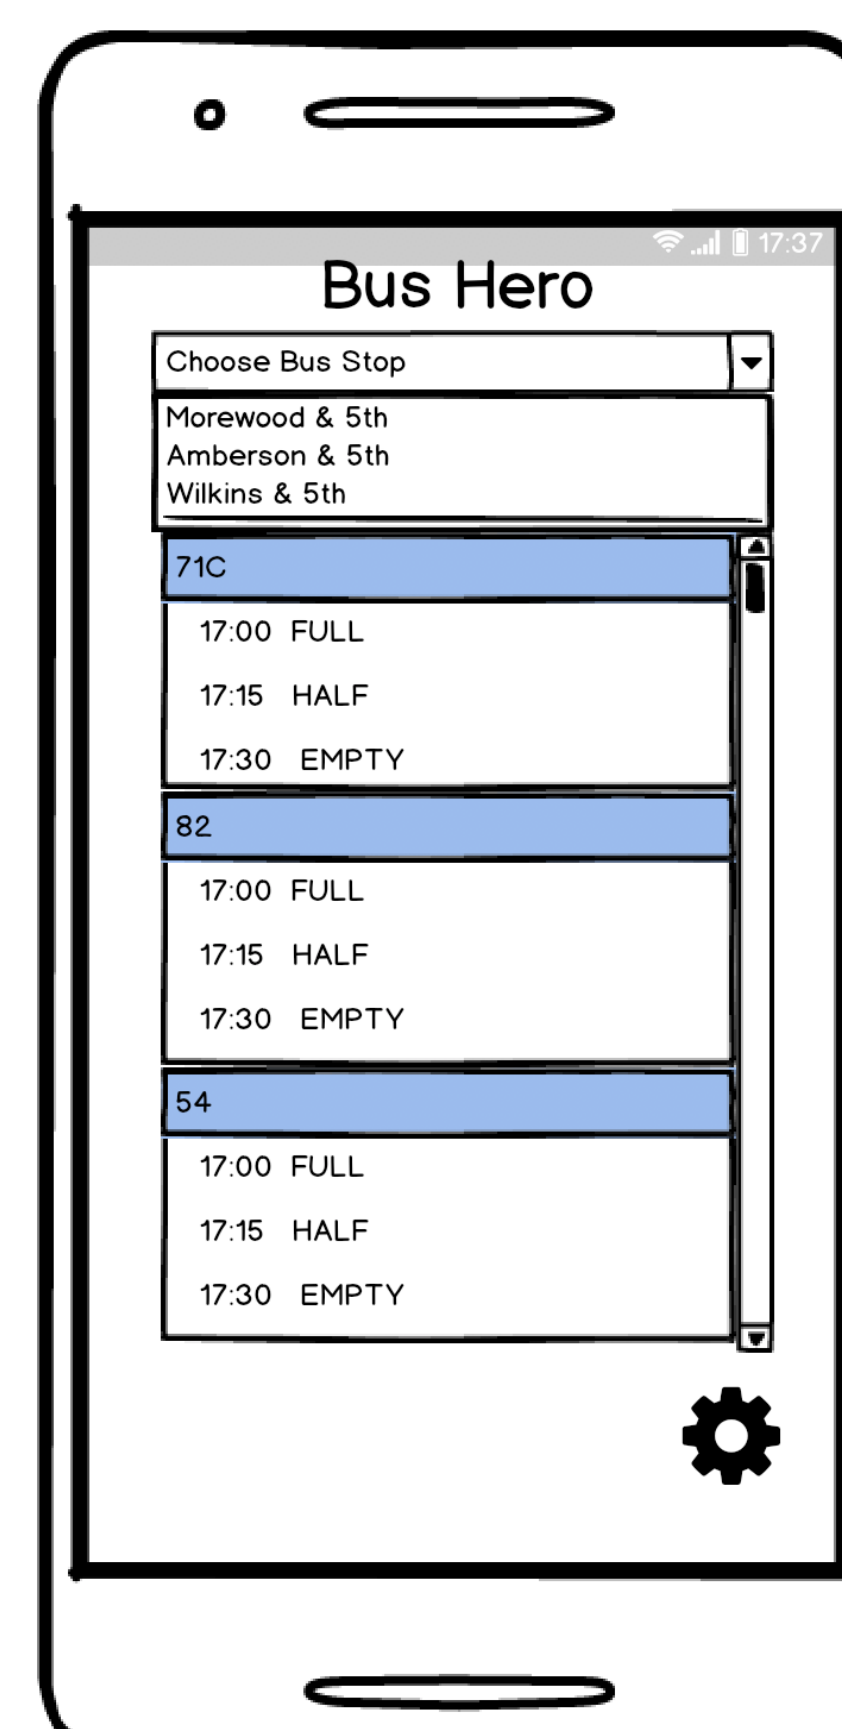 17:37
Bus Hero
Choose Bus Stop
Morewood & 5th
Amberson & 5th
Wilkins & 5th
71C
17:00 FULL
17:15 HALF
17:30 EMPTY
82
17:00 FULL
17:15 HALF
17:30 EMPTY
54
17:00 FULL
17:15 HALF
17:30 EMPTY